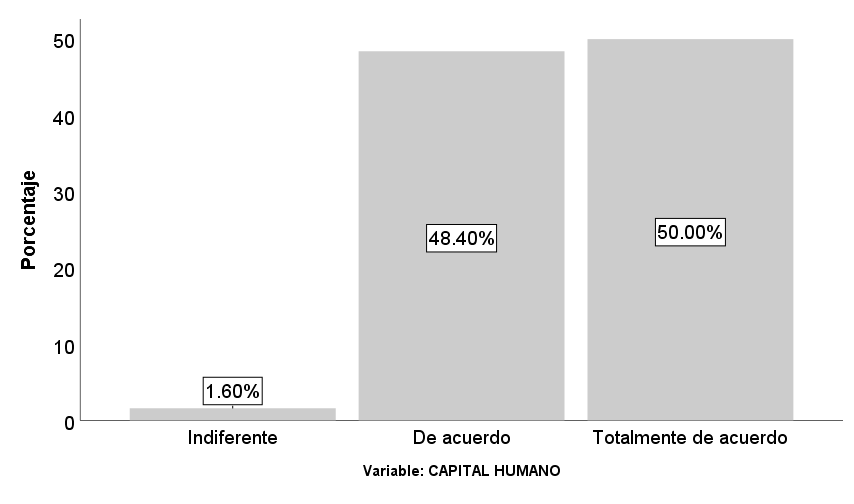 Porcentaje
50
40
30
20
10
0
1.60%
48.40%
50.00%
Indiferente
De acuerdo
Totalmente de acuerdo
Variable: CAPITAL HUMANO